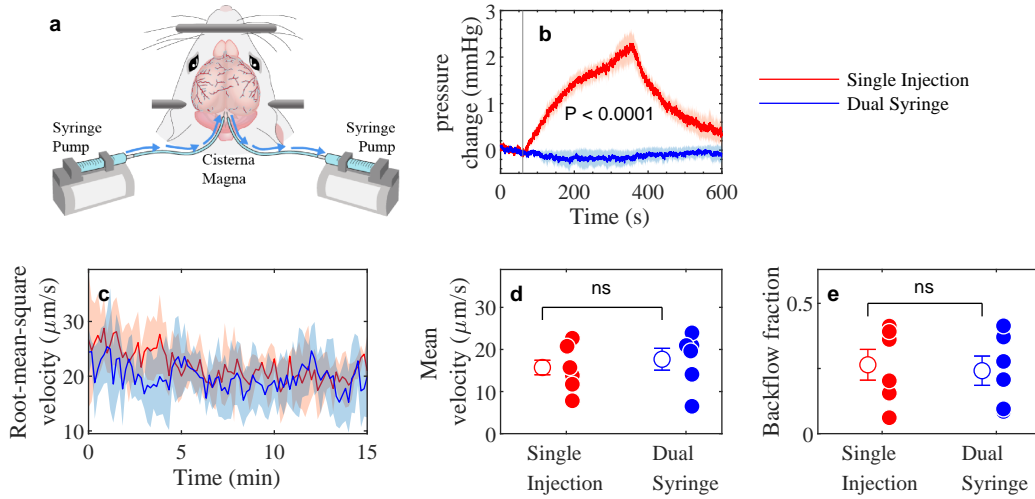 a
Syringe
Pump
Syringe
Pump
Cisterna
Magna
b
pressure
change (mmHg)
3
2
1
0
P < 0.0001
0
200
400
600
Time (s)
Single Injection
Dual Syringe
c
Root-mean-square
velocity (μm/s)
30
20
10
0
5
10
15
Time (min)
d
Mean
velocity (μm/s)
30
20
10
0
ns
Single
Injection
Dual
Syringe
e
Backflow fraction
0.5
0
ns
Single
Injection
Dual
Syringe